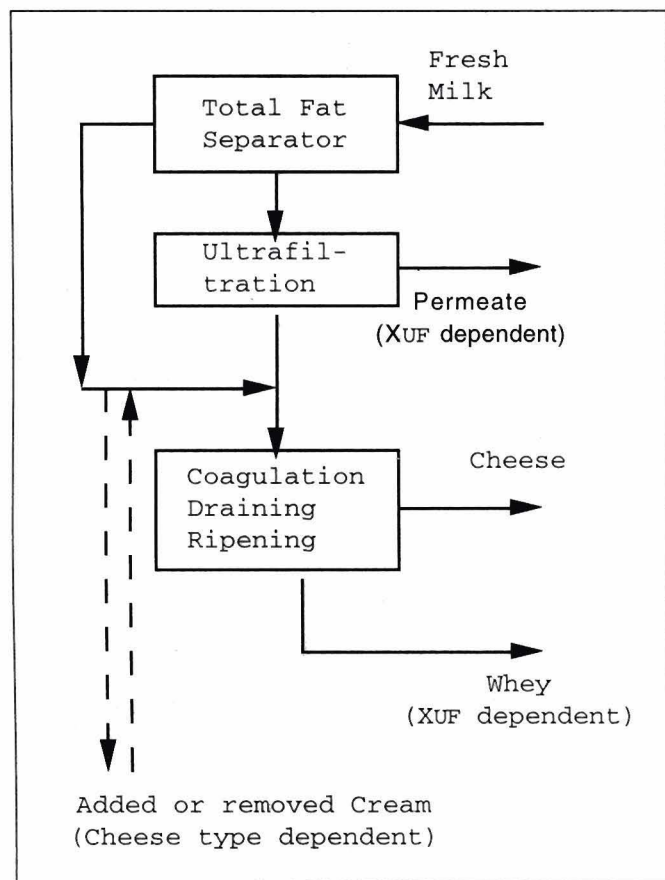 Fresh
Milk
Total Fat
Separator
Ultrafil-
tration
Permeate
(XUF dependent)
Cheese
Coagulation
Draining
Ripening
Whey
(XUF dependent)
Added or removed Cream
(Cheese type dependent)